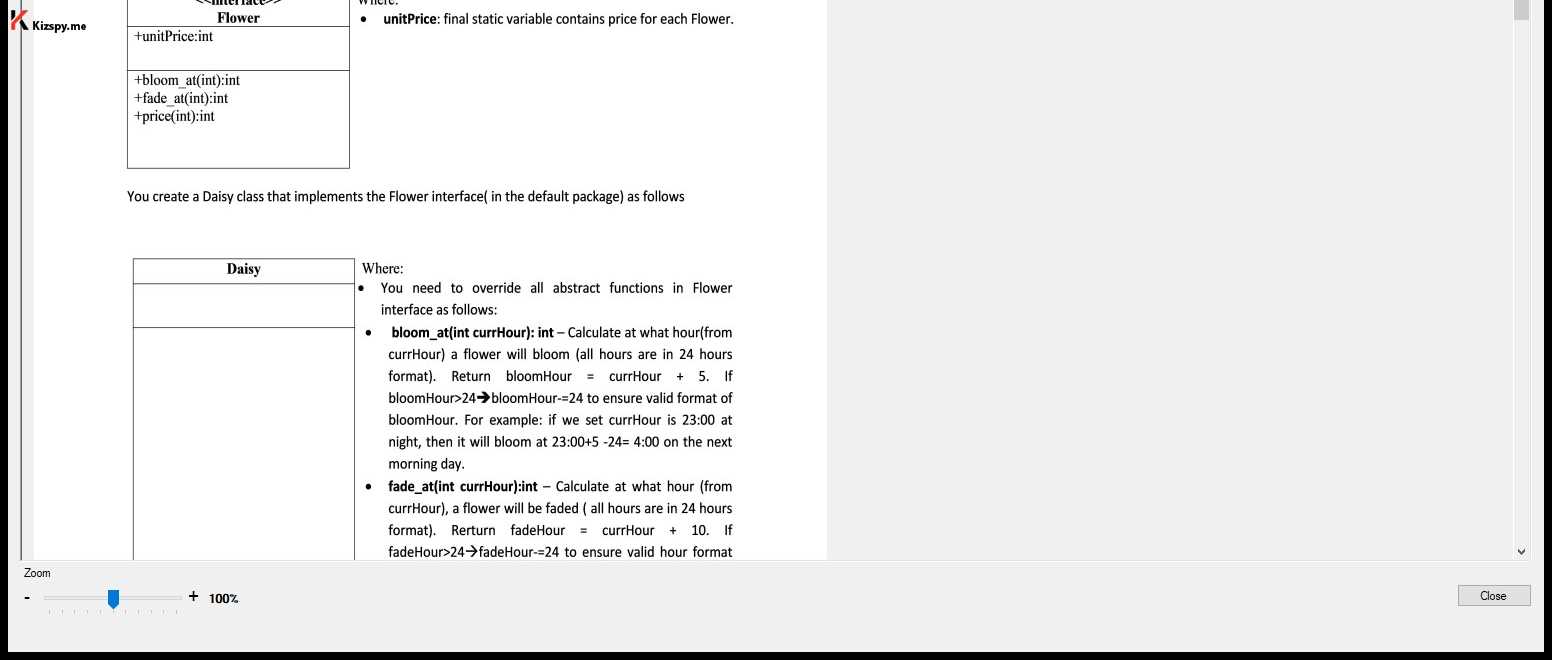 <<interface>>
Where:
Flower
• unitPrice: final static variable contains price for each Flower.
Kizspy.me
+unitPrice:int
+bloom_at(int):int
+fade_at(int):int
+price(int):int
You create a Daisy class that implements the Flower interface( in the default package) as follows
Daisy
Where:
• You need to override all abstract functions in Flower
interface as follows:
• bloom_at(int currHour): int – Calculate at what hour(from
currHour) a flower will bloom (all hours are in 24 hours
format). Return bloomHour = currHour + 5. If
bloomHour>24➔bloomHour-=24 to ensure valid format of
bloomHour. For example: if we set currHour is 23:00 at
night, then it will bloom at 23:00+5 -24= 4:00 on the next
morning day.
• fade_at(int currHour):int – Calculate at what hour (from
currHour), a flower will be faded ( all hours are in 24 hours
format). Rerturn fadeHour = currHour + 10. If
fadeHour>24→fadeHour-=24 to ensure valid hour format
Zoom
- + 100%
Close